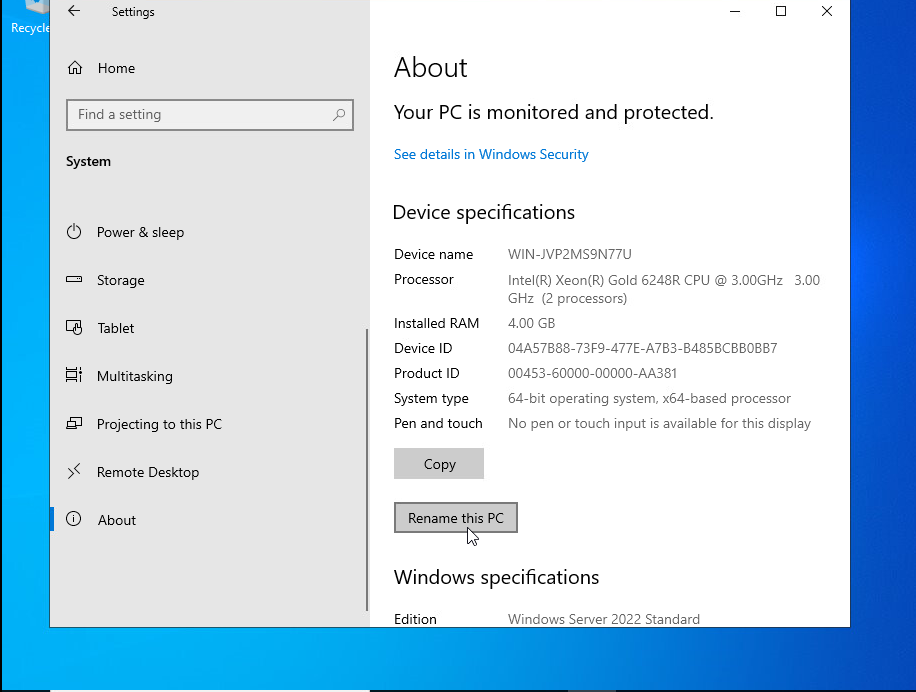 Recycle
Settings
Home
Find a setting
System
Power & sleep
Storage
Tablet
Multitasking
Projecting to this PC
Remote Desktop
About
About
Your PC is monitored and protected.
See details in Windows Security
Device specifications
Device name WIN-JVP2MS9N77U
Processor Intel(R) Xeon(R) Gold 6248R CPU @ 3.00GHz 3.00
GHz (2 processors)
Installed RAM 4.00 GB
Device ID 04A57B88-73F9-477E-A7B3-B485BCBB0BB7
Product ID 00453-60000-00000-AA381
System type 64-bit operating system, x64-based processor
Pen and touch No pen or touch input is available for this display
Copy
Rename this PC
Windows specifications
Edition Windows Server 2022 Standard